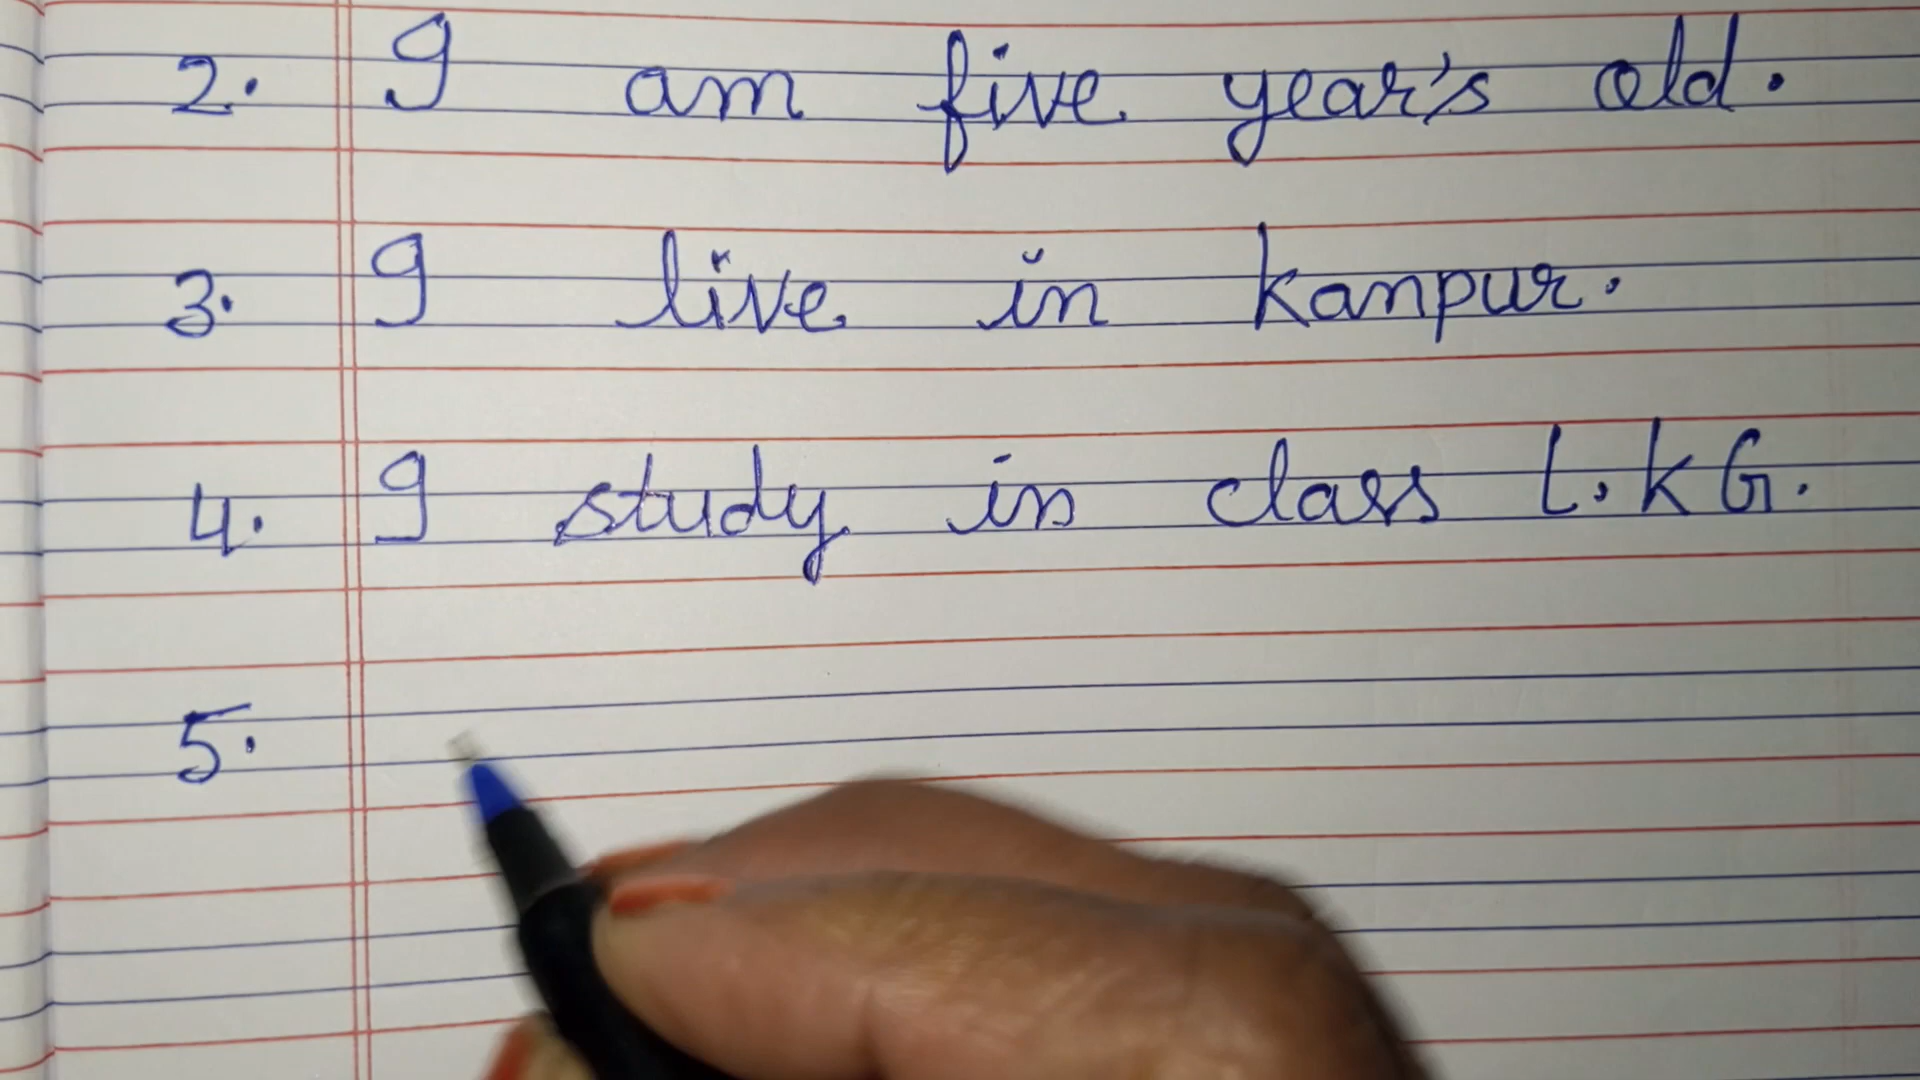 2. I am five year's old.
3. I live in kanpur.
4. I study in class L.K G.
5.